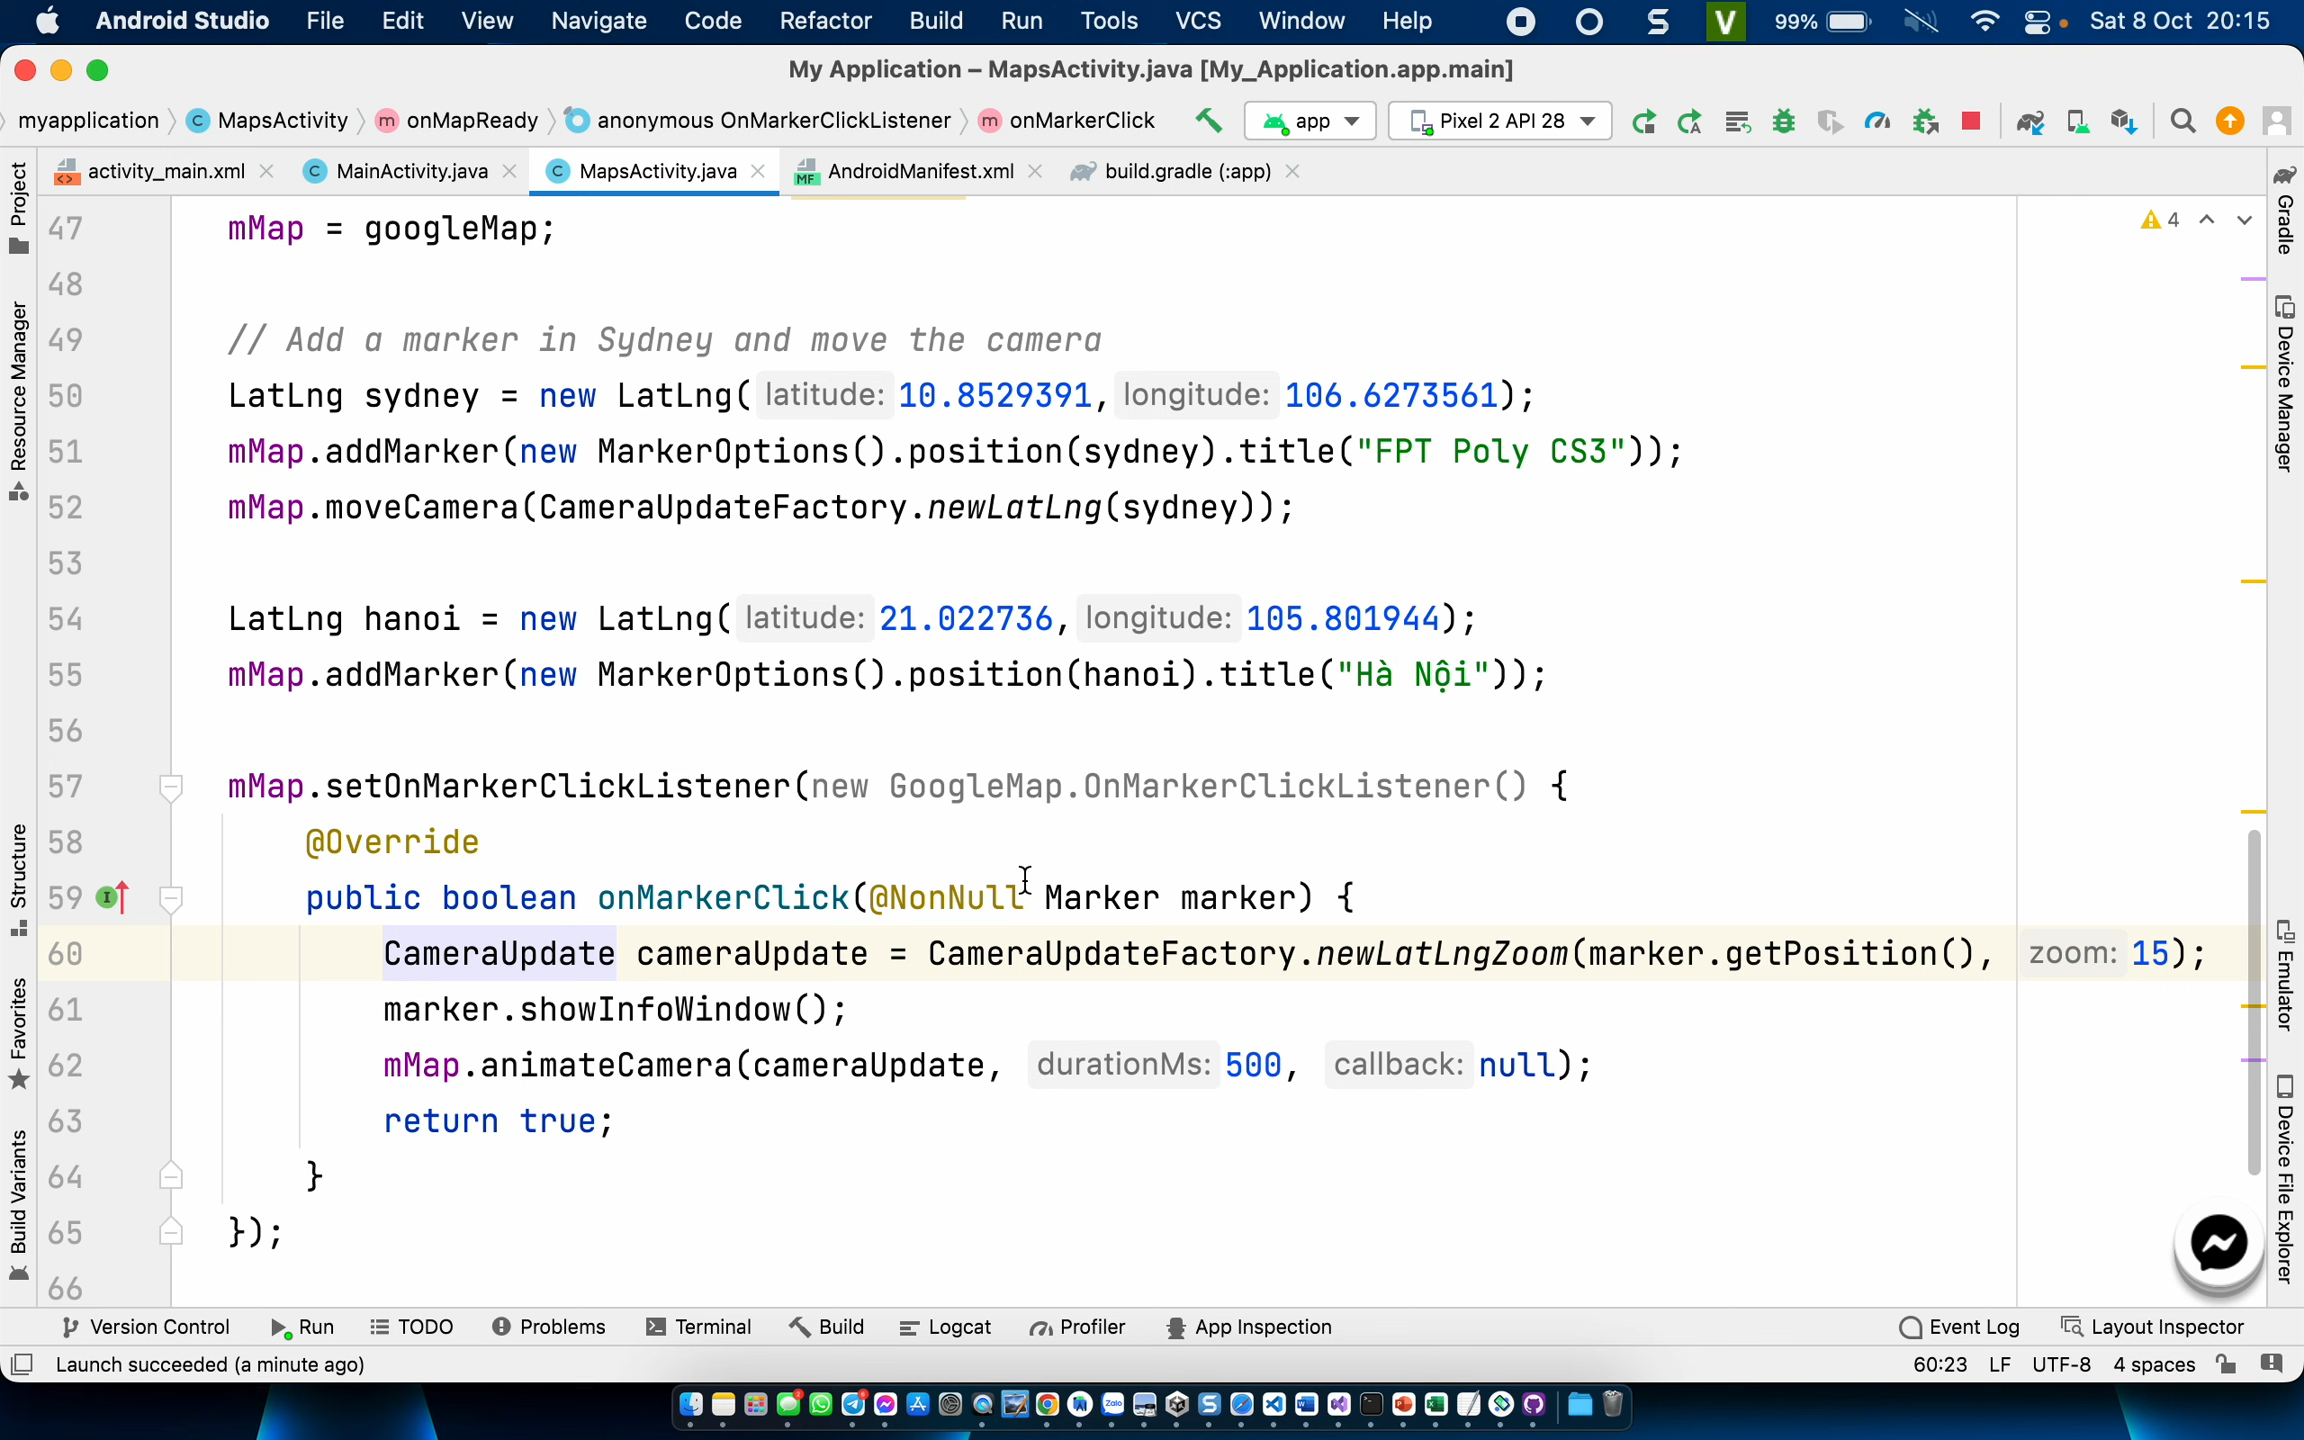 Android Studio File Edit View Navigate Code Refactor Build Run Tools VCS Window Help S V 99% Sat 8 Oct 20:15
My Application – MapsActivity.java [My_Application.app.main]
myapplication C MapsActivity m onMapReady anonymous OnMarkerClickListener m onMarkerClick app Pixel 2 API 28
activity_main.xml C MainActivity.java C MapsActivity.java MF AndroidManifest.xml build.gradle (:app)
4
47 mMap = googleMap;
48
49 // Add a marker in Sydney and move the camera
50 LatLng sydney = new LatLng( latitude: 10.8529391, longitude: 106.6273561);
51 mMap.addMarker(new MarkerOptions().position(sydney).title("FPT Poly CS3"));
52 mMap.moveCamera(CameraUpdateFactory.newLatLng(sydney));
53
54 LatLng hanoi = new LatLng( latitude: 21.022736, longitude: 105.801944);
55 mMap.addMarker(new MarkerOptions().position(hanoi).title("Hà Nội"));
56
57 mMap.setOnMarkerClickListener(new GoogleMap.OnMarkerClickListener() {
58 @Override
59 public boolean onMarkerClick(@NonNull Marker marker) {
60 CameraUpdate cameraUpdate = CameraUpdateFactory.newLatLngZoom(marker.getPosition(), zoom: 15);
61 marker.showInfoWindow();
62 mMap.animateCamera(cameraUpdate, durationMs: 500, callback: null);
63 return true;
64 }
65 });
66
Project
Resource Manager
Structure
Favorites
Build Variants
Gradle
Device Manager
Emulator
Device File Explorer
Version Control Run TODO Problems Terminal Build Logcat Profiler App Inspection Event Log Layout Inspector
Launch succeeded (a minute ago) 60:23 LF UTF-8 4 spaces
Zalo